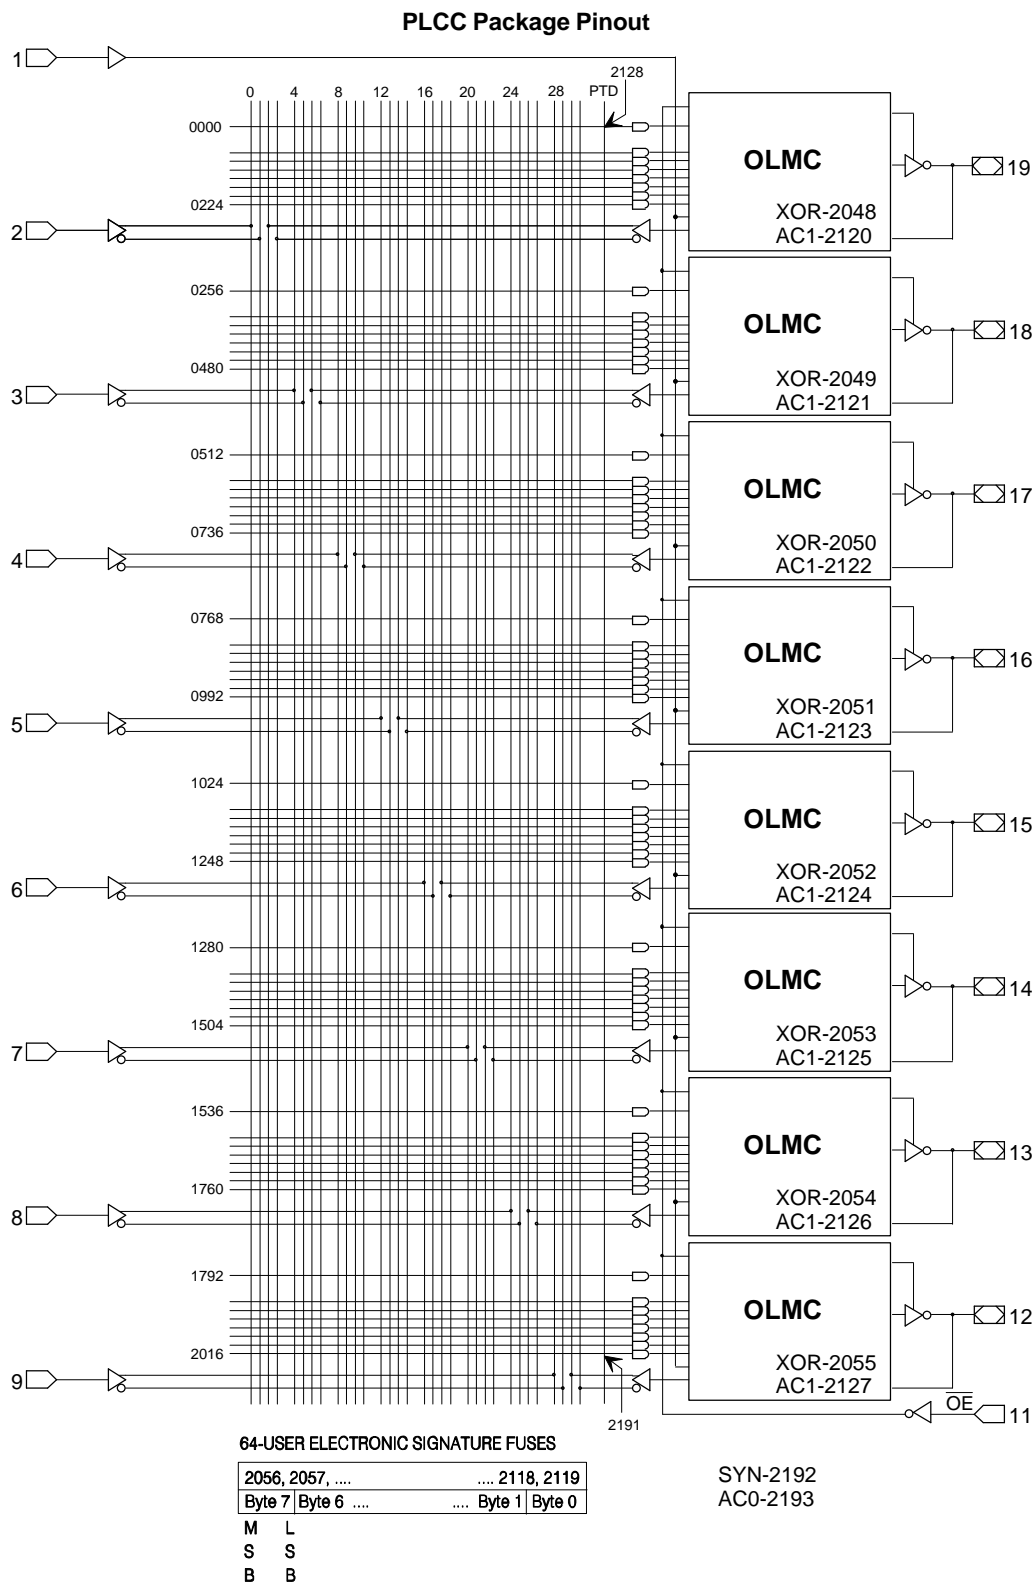 PLCC Package Pinout
1
2128
0 4 8 12 16 20 24 28 PTD
0000
OLMC
19
0224
XOR-2048
2
AC1-2120
0256
OLMC
18
0480
XOR-2049
3
AC1-2121
0512
OLMC
17
0736
XOR-2050
4
AC1-2122
0768
OLMC
16
0992
XOR-2051
5
AC1-2123
1024
OLMC
15
1248
XOR-2052
6
AC1-2124
1280
OLMC
14
1504
XOR-2053
7
AC1-2125
1536
OLMC
13
1760
XOR-2054
8
AC1-2126
1792
OLMC
12
2016
XOR-2055
9
AC1-2127
OE
11
2191
64-USER ELECTRONIC SIGNATURE FUSES
2056, 2057, .... .... 2118, 2119
Byte 7 Byte 6 .... .... Byte 1 Byte 0
M L
S S
B B
SYN-2192
AC0-2193